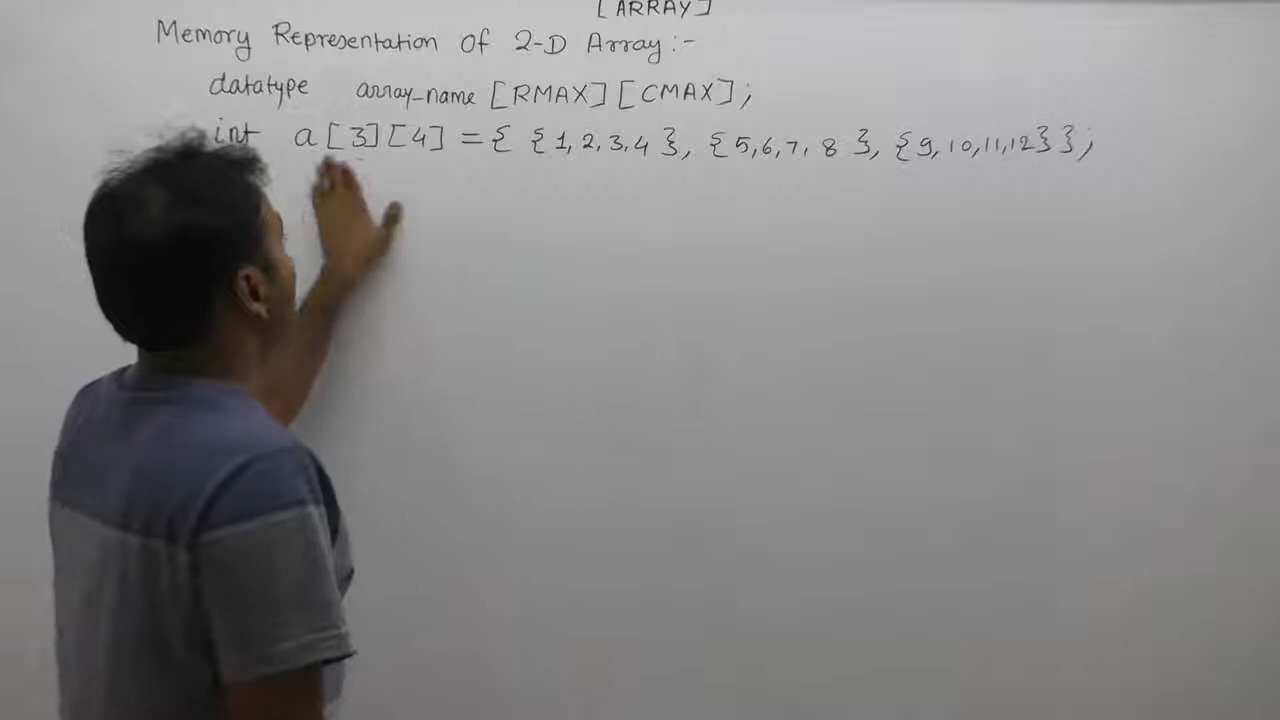 [ARRAY]
Memory Representation Of 2-D Array:-
datatype array_name [RMAX][CMAX];
int a[3][4] = { {1,2,3,4}, {5,6,7,8}, {9,10,11,12} };